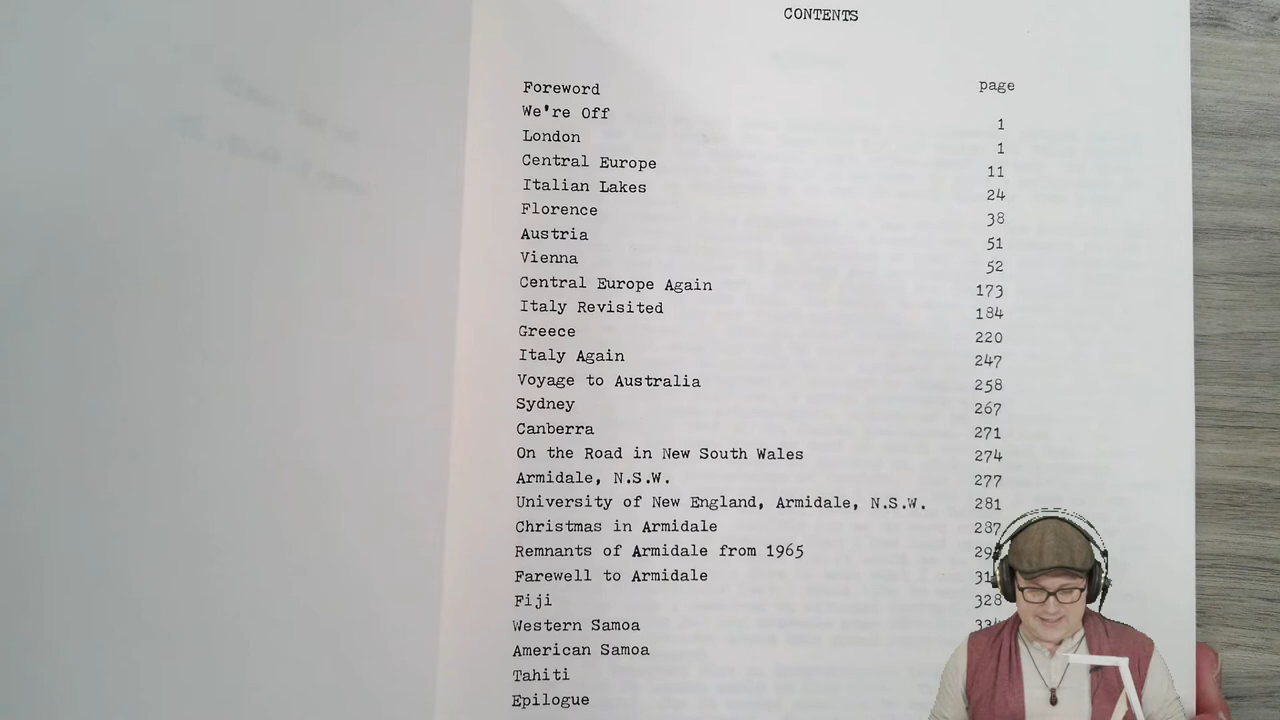 CONTENTS
Foreword page
We're Off 1
London 1
Central Europe 11
Italian Lakes 24
Florence 38
Austria 51
Vienna 52
Central Europe Again 173
Italy Revisited 184
Greece 220
Italy Again 247
Voyage to Australia 258
Sydney 267
Canberra 271
On the Road in New South Wales 274
Armidale, N.S.W. 277
University of New England, Armidale, N.S.W. 281
Christmas in Armidale 287
Remnants of Armidale from 1965
Farewell to Armidale
Fiji 328
Western Samoa
American Samoa
Tahiti
Epilogue